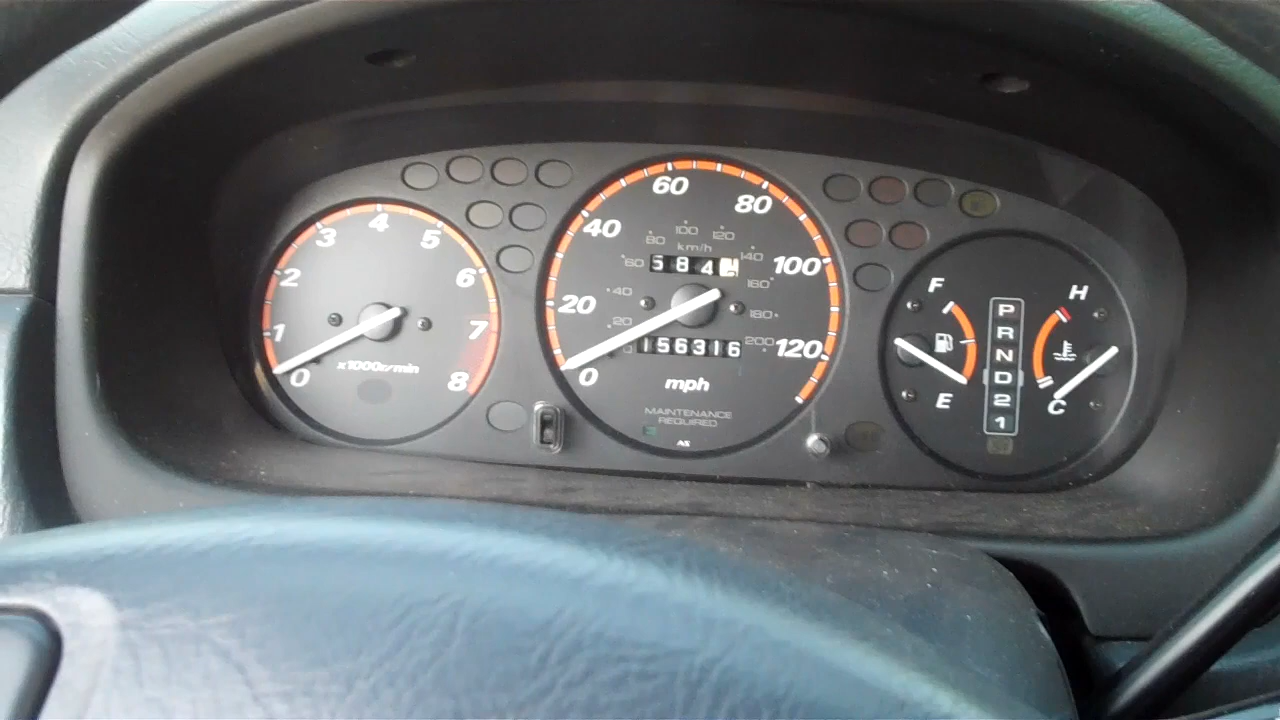 0 1 2 3 4 5 6 7 8
x1000r/min
0 20 40 60 80 100 120
20 40 60 80 100 120 140 160 180 200
km/h
584
156316
mph
MAINTENANCE
REQUIRED
F
E
P
R
N
D
2
1
H
C